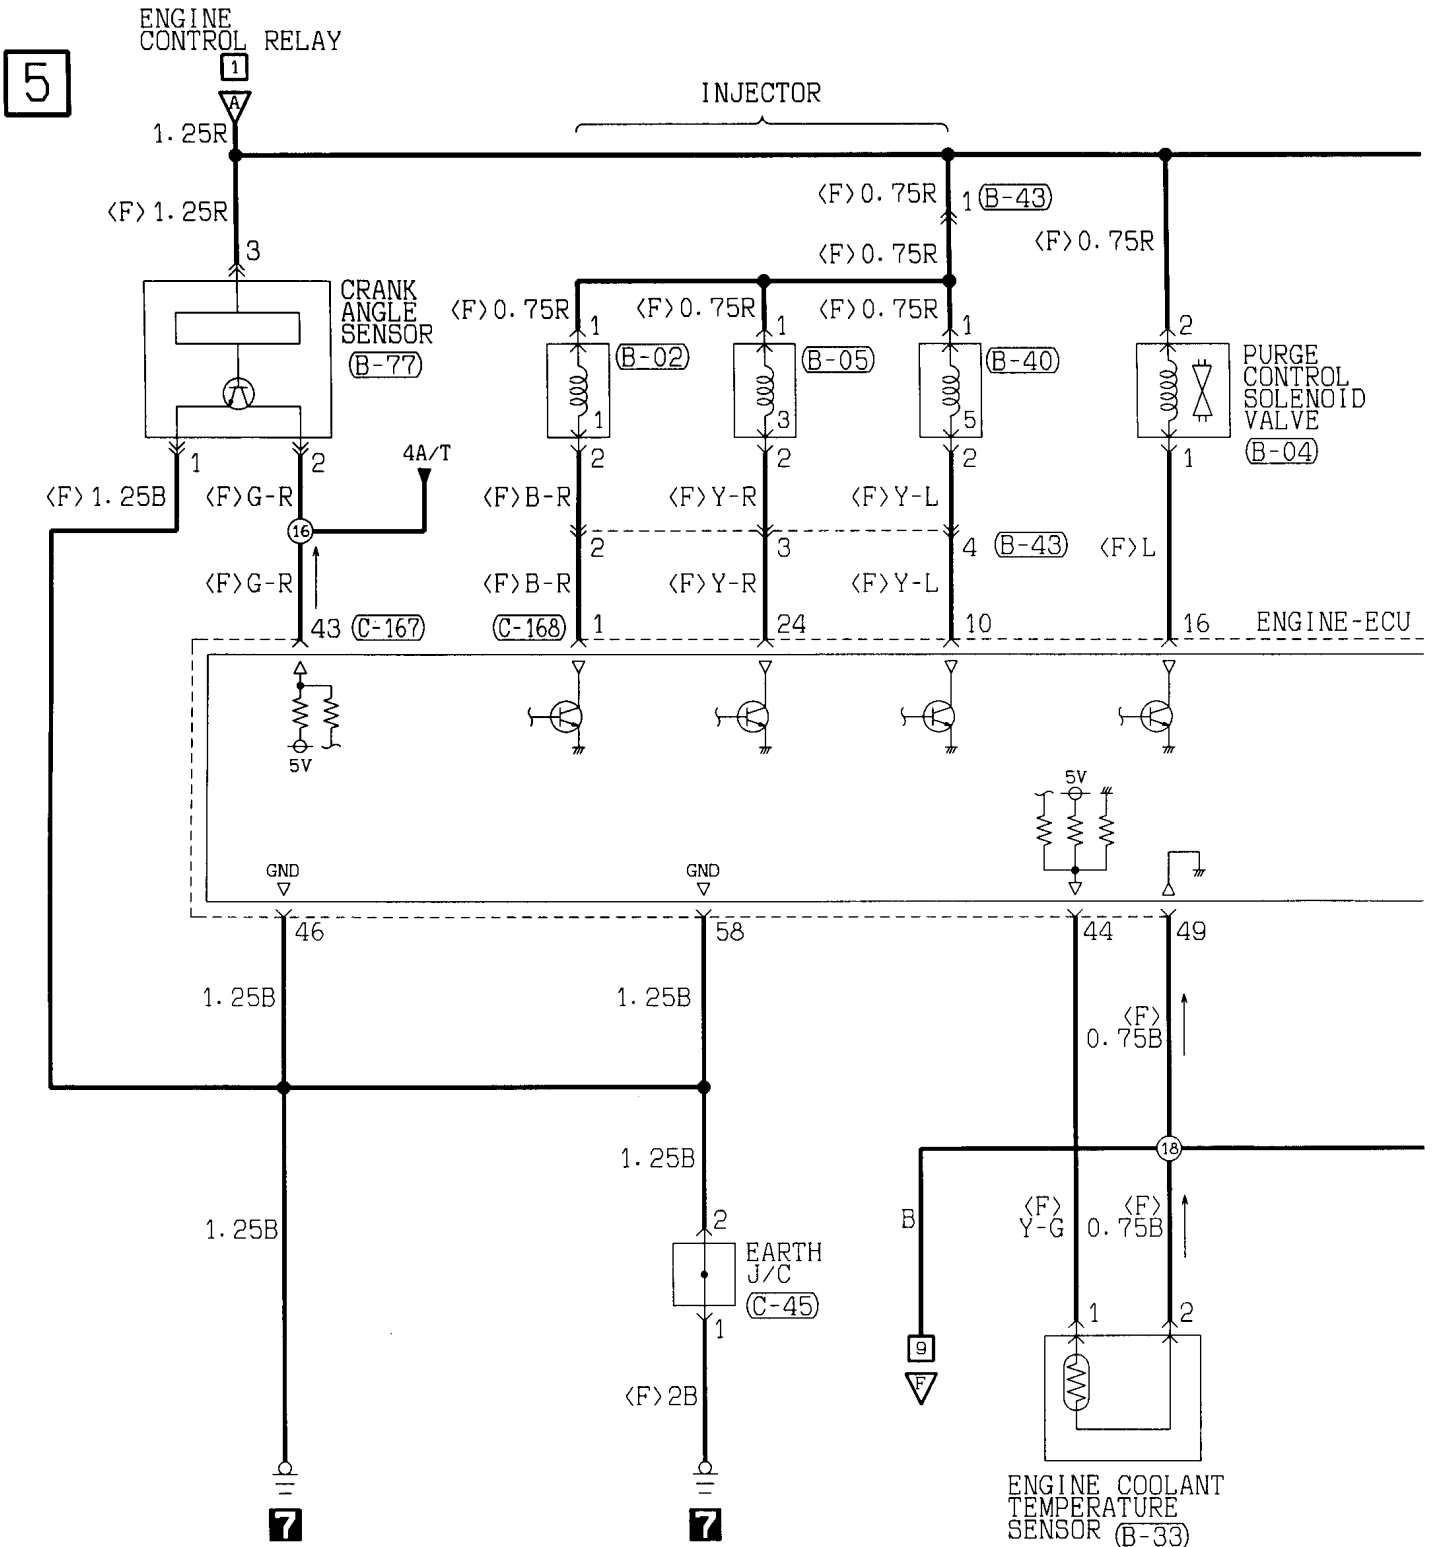 ENGINE
CONTROL RELAY
5
1
A
INJECTOR
1.25R
<F>1.25R
<F>0.75R
1
B-43
<F>0.75R
<F>0.75R
3
CRANK
ANGLE
SENSOR
B-77
<F>0.75R
<F>0.75R
<F>0.75R
1
1
1
2
B-02
B-05
B-40
PURGE
CONTROL
SOLENOID
VALVE
B-04
1
3
5
1
2
4A/T
2
2
2
1
<F>1.25B
<F>G-R
<F>B-R
<F>Y-R
<F>Y-L
16
2
3
4
B-43
<F>L
<F>G-R
<F>B-R
<F>Y-R
<F>Y-L
43
C-167
C-168
1
24
10
16
ENGINE-ECU
5V
5V
GND
GND
46
58
44
49
1.25B
1.25B
<F>
0.75B
18
1.25B
1.25B
B
<F>
Y-G
<F>
0.75B
2
EARTH
J/C
C-45
1
1
2
9
F
<F>2B
7
7
ENGINE COOLANT
TEMPERATURE
SENSOR
B-33